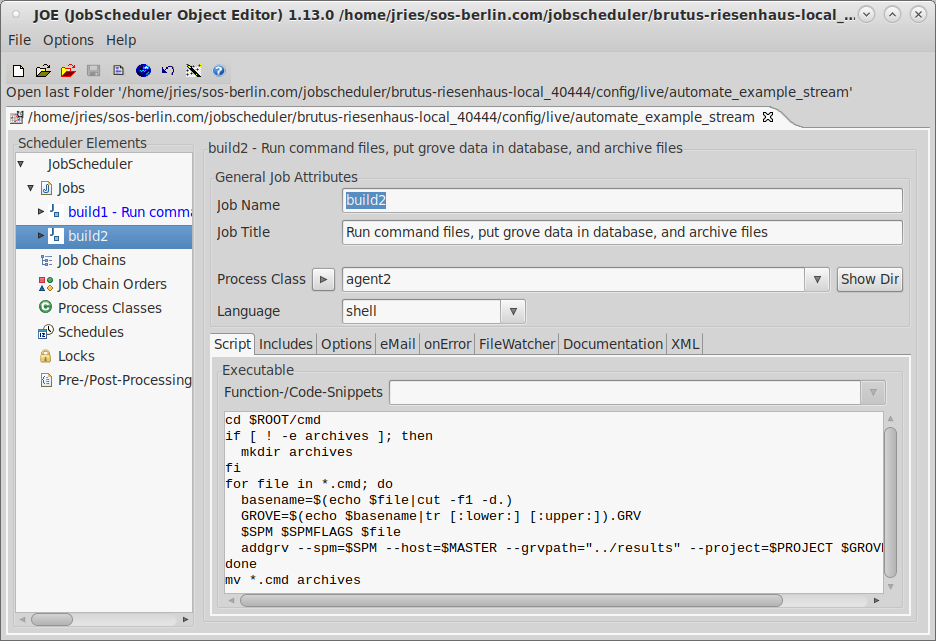 JOE (JobScheduler Object Editor) 1.13.0 /home/jries/sos-berlin.com/jobscheduler/brutus-riesenhaus-local_...
File Options Help
Open last Folder '/home/jries/sos-berlin.com/jobscheduler/brutus-riesenhaus-local_40444/config/live/automate_example_stream'
/home/jries/sos-berlin.com/jobscheduler/brutus-riesenhaus-local_40444/config/live/automate_example_stream
Scheduler Elements
JobScheduler
Jobs
build1 - Run comma
build2
Job Chains
Job Chain Orders
Process Classes
Schedules
Locks
Pre-/Post-Processing
build2 - Run command files, put grove data in database, and archive files
General Job Attributes
Job Name build2
Job Title Run command files, put grove data in database, and archive files
Process Class agent2 Show Dir
Language shell
Script Includes Options eMail onError FileWatcher Documentation XML
Executable
Function-/Code-Snippets
cd $ROOT/cmd
if [ ! -e archives ]; then
  mkdir archives
fi
for file in *.cmd; do
  basename=$(echo $file|cut -f1 -d.)
  GROVE=$(echo $basename|tr [:lower:] [:upper:]).GRV
  $SPM $SPMFLAGS $file
  addgrv --spm=$SPM --host=$MASTER --grvpath="../results" --project=$PROJECT $GROV
done
mv *.cmd archives